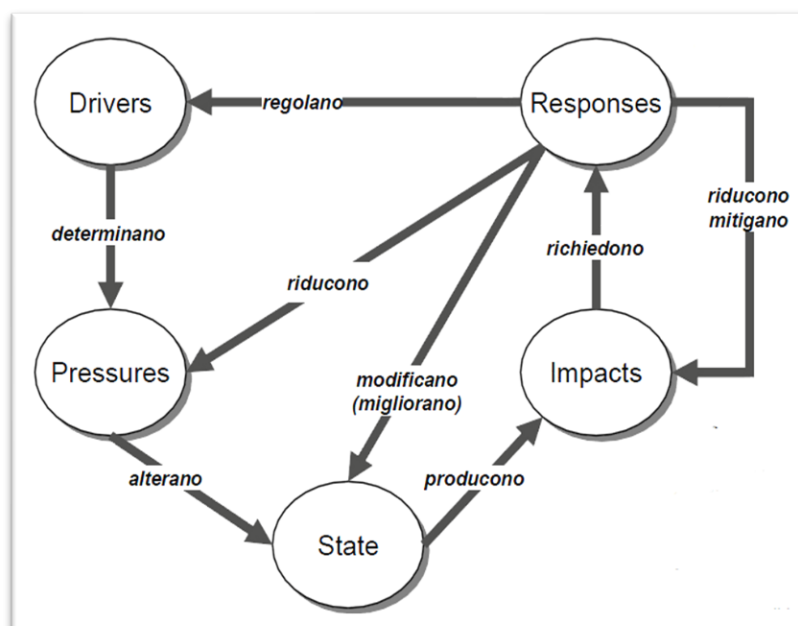 Drivers
regolano
Responses
determinano
riducono
mitigano
richiedono
riducono
Pressures
modificano
(migliorano)
Impacts
alterano
producono
State